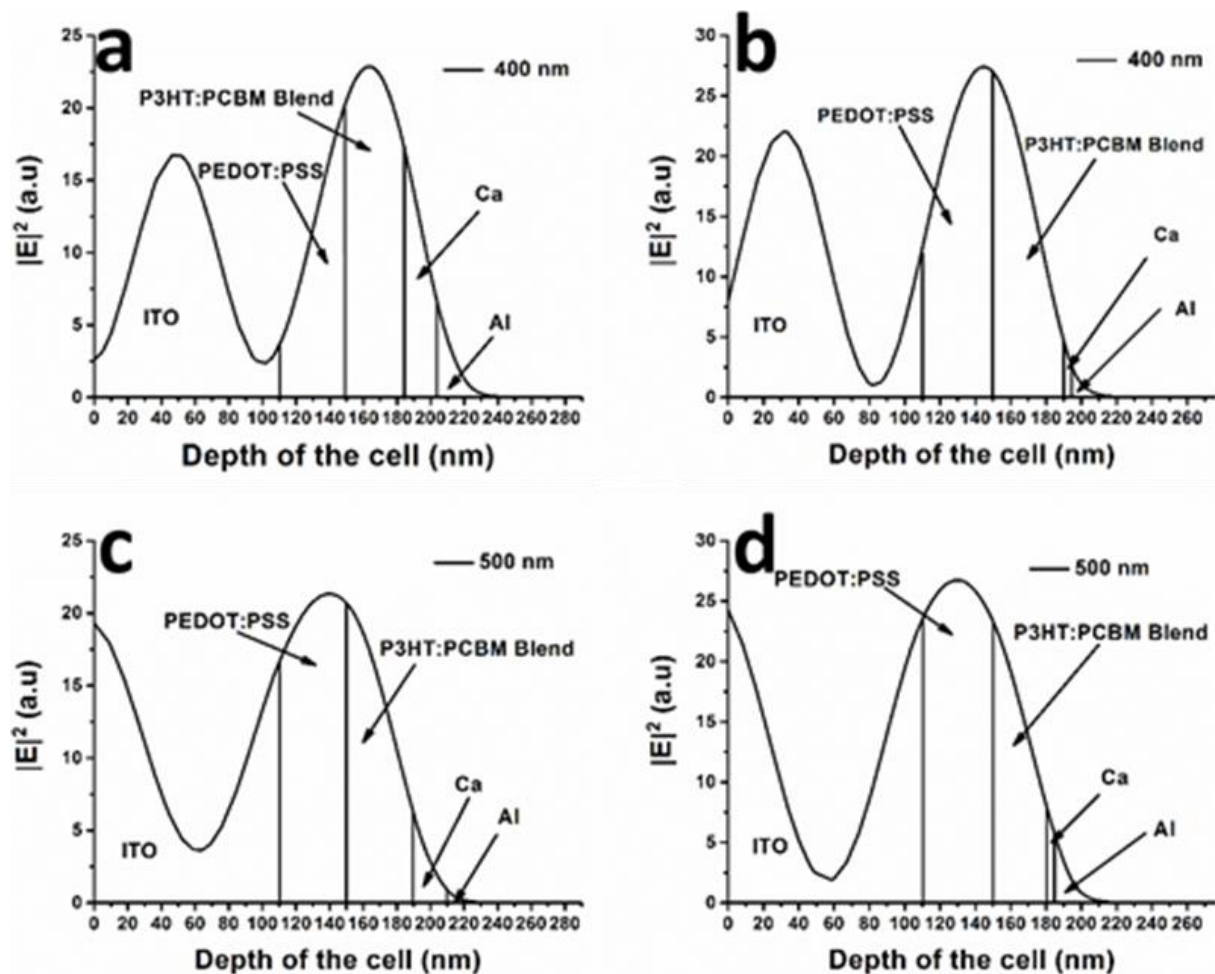 a
b
25
20
15
10
5
0
|E|² (a.u)
400 nm
P3HT:PCBM Blend
PEDOT:PSS
Ca
ITO
Al
0 20 40 60 80 100 120 140 160 180 200 220 240 260 280
Depth of the cell (nm)
30
25
20
15
10
5
0
|E|² (a.u)
400 nm
PEDOT:PSS
P3HT:PCBM Blend
Ca
Al
ITO
0 20 40 60 80 100 120 140 160 180 200 220 240 260
Depth of the cell (nm)
c
d
25
20
15
10
5
0
|E|² (a.u)
500 nm
PEDOT:PSS
P3HT:PCBM Blend
Ca
Al
ITO
0 20 40 60 80 100 120 140 160 180 200 220 240 260 280
Depth of the cell (nm)
30
25
20
15
10
5
0
|E|² (a.u)
500 nm
PEDOT:PSS
P3HT:PCBM Blend
Ca
Al
ITO
0 20 40 60 80 100 120 140 160 180 200 220 240 260
Depth of the cell (nm)